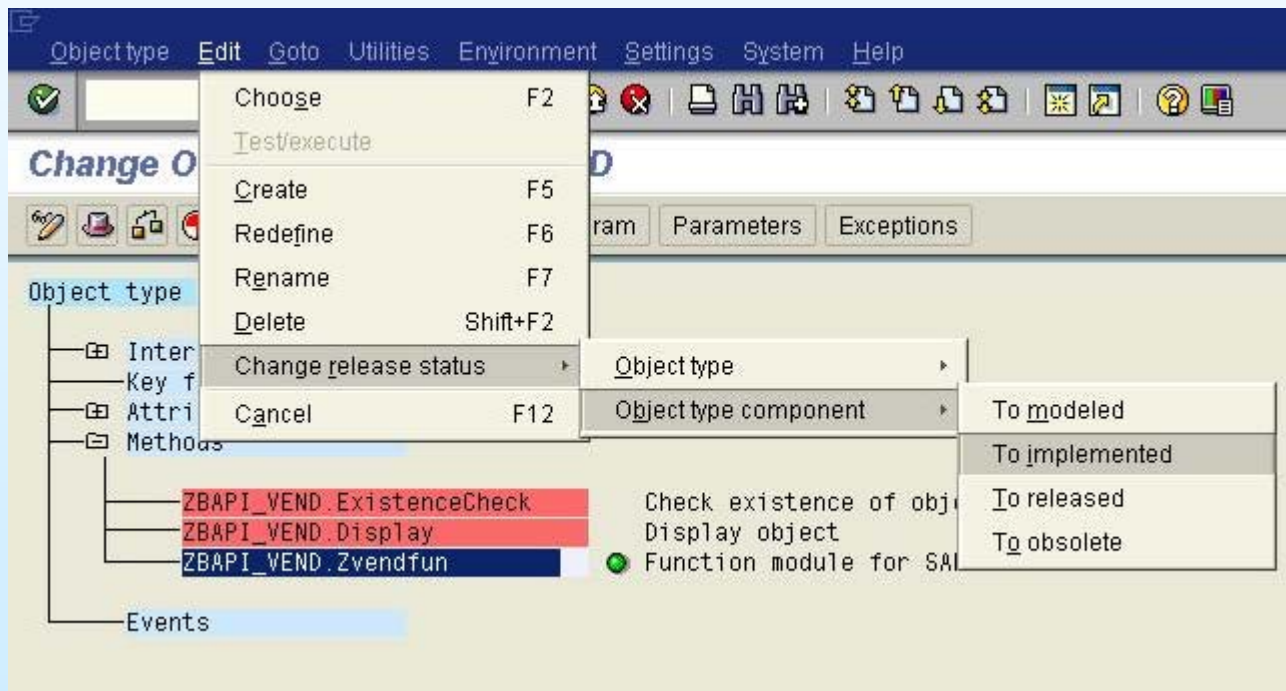 Object type Edit Goto Utilities Environment Settings System Help
Choose F2
Test/execute
Change O D
Create F5
Redefine F6
ram Parameters Exceptions
Rename F7
Object type
Delete Shift+F2
Inter
Change release status
Object type
Key f
Attri
Cancel F12
Object type component
To modeled
Methods
To implemented
ZBAPI_VEND.ExistenceCheck Check existence of obj
To released
ZBAPI_VEND.Display Display object
To obsolete
ZBAPI_VEND.Zvendfun Function module for SA
Events